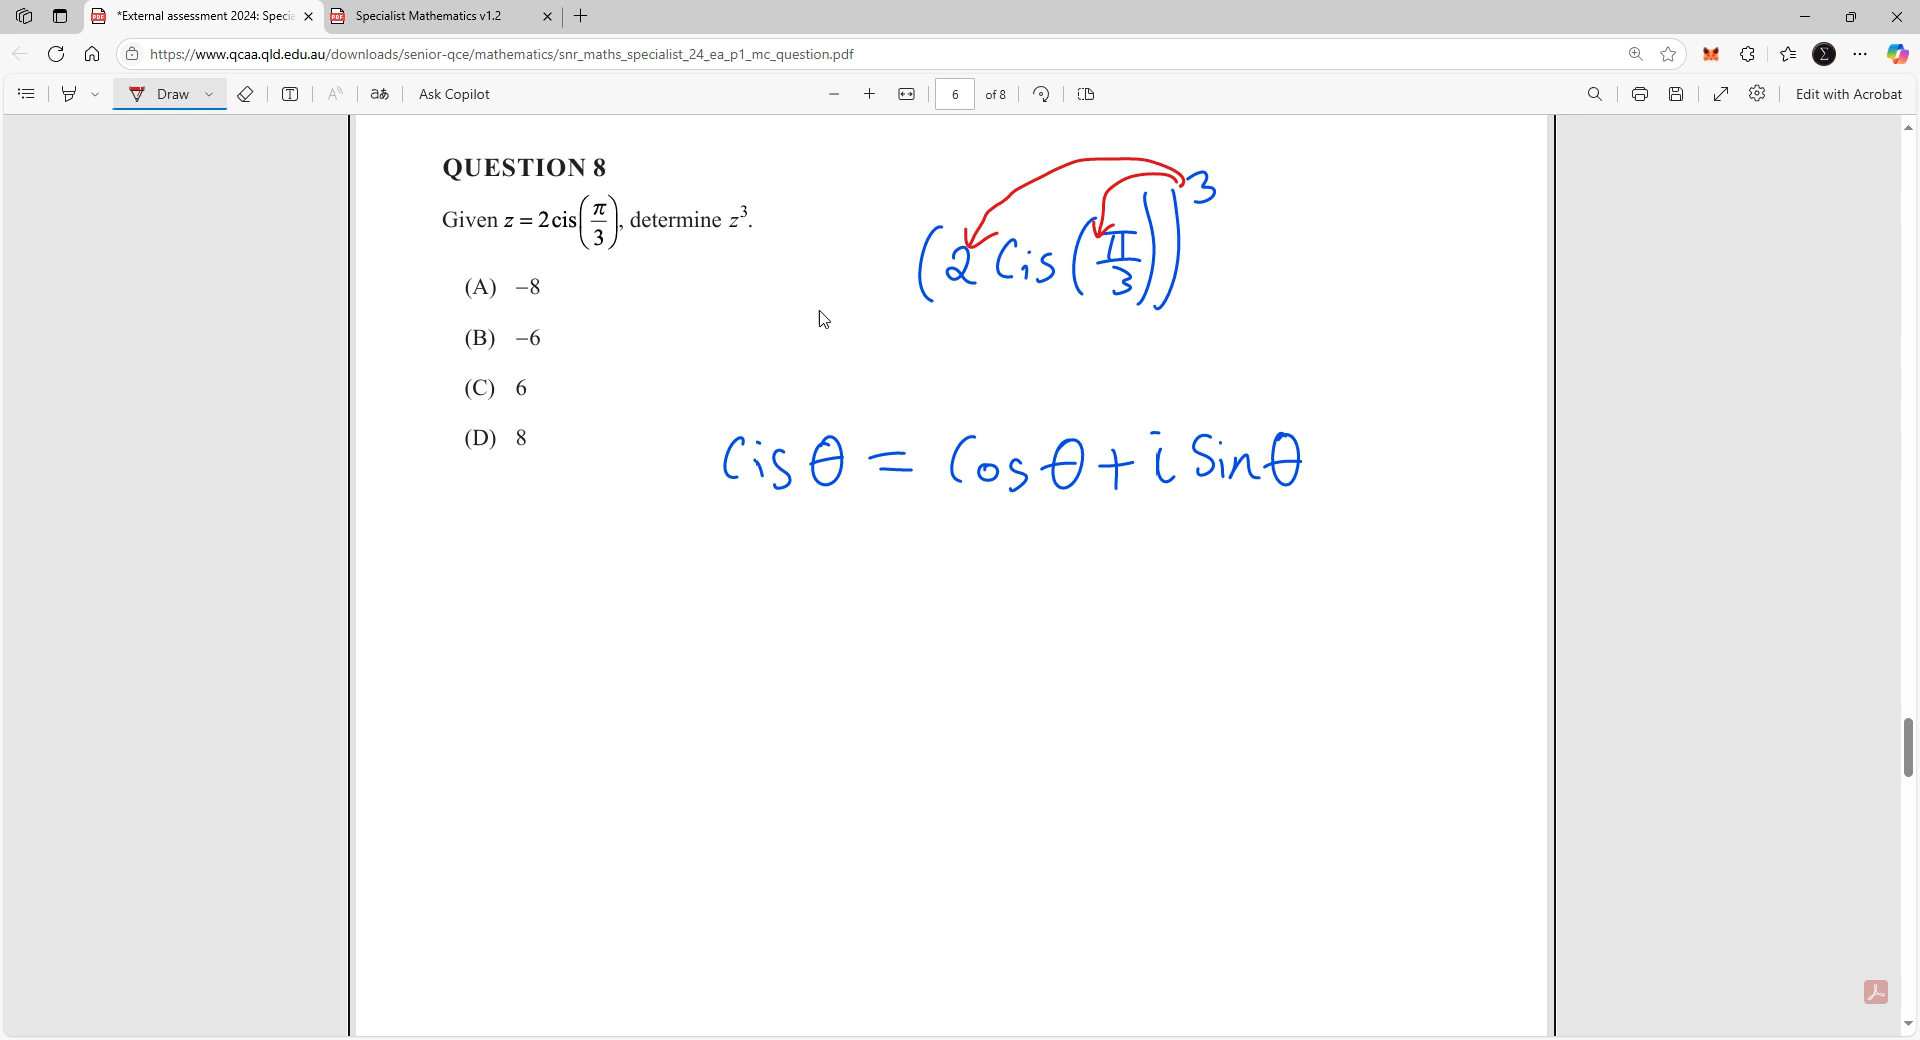 *External assessment 2024: Specia
Specialist Mathematics v1.2
https://www.qcaa.qld.edu.au/downloads/senior-qce/mathematics/snr_maths_specialist_24_ea_p1_mc_question.pdf
Draw
Ask Copilot
6 of 8
Edit with Acrobat
QUESTION 8
Given z = 2cis(π/3), determine z³.
(A) −8
(B) −6
(C) 6
(D) 8
(2 Cis (π/3))³
Cis θ = Cos θ + i Sin θ